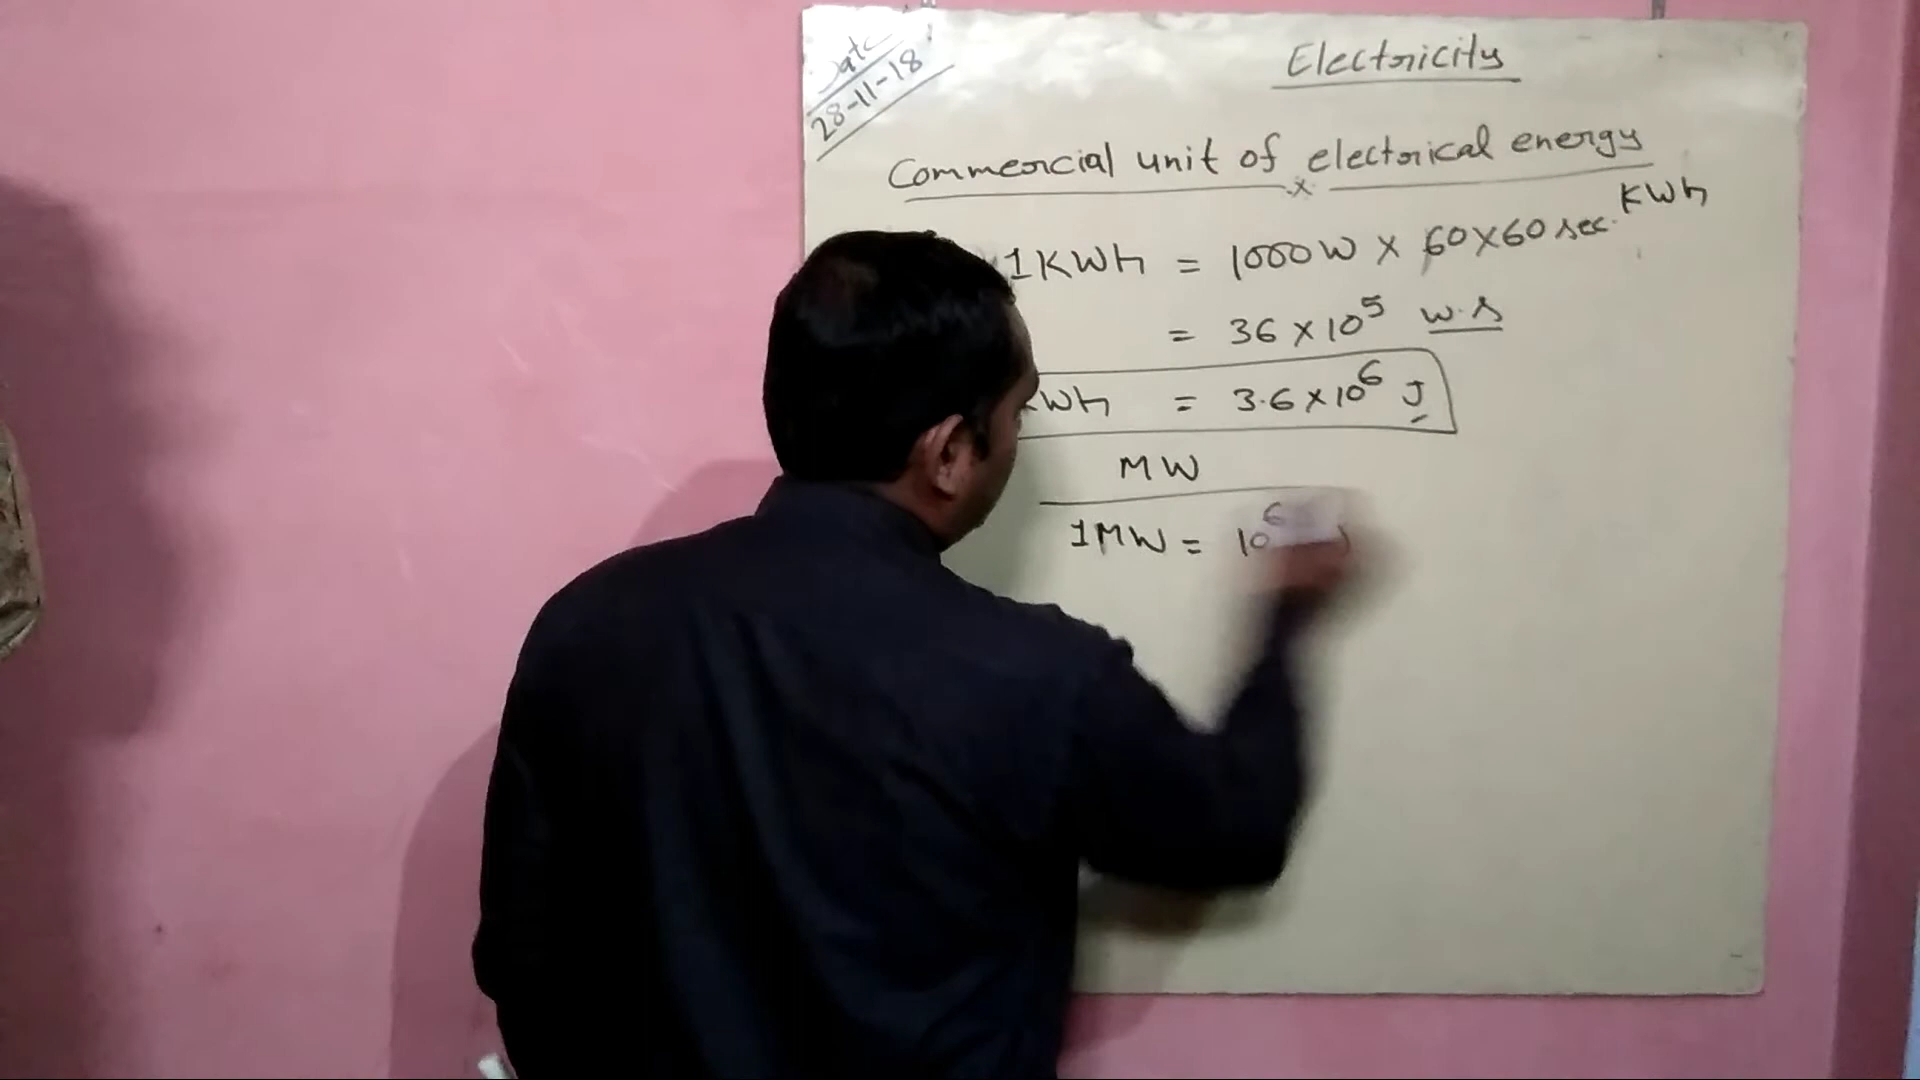 Date
28-11-18
Electricity
Commercial unit of electrical energy
KWh
1KWh = 1000W × 60×60 sec.
= 36×10⁵ w.s
KWh = 3.6×10⁶ J
MW
1MW = 10⁶